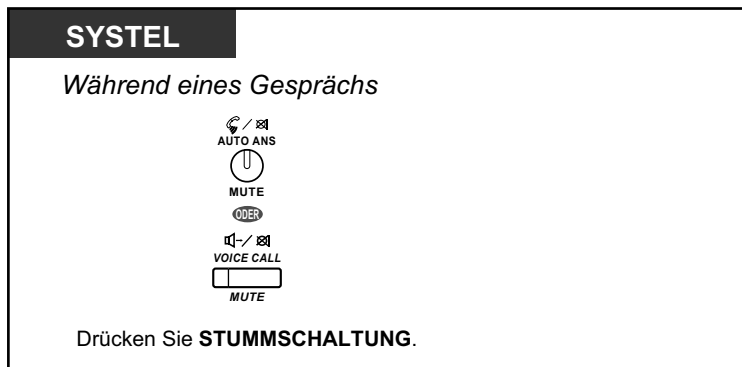 SYSTEL
Während eines Gesprächs
AUTO ANS
MUTE
ODER
VOICE CALL
MUTE
Drücken Sie STUMMSCHALTUNG.